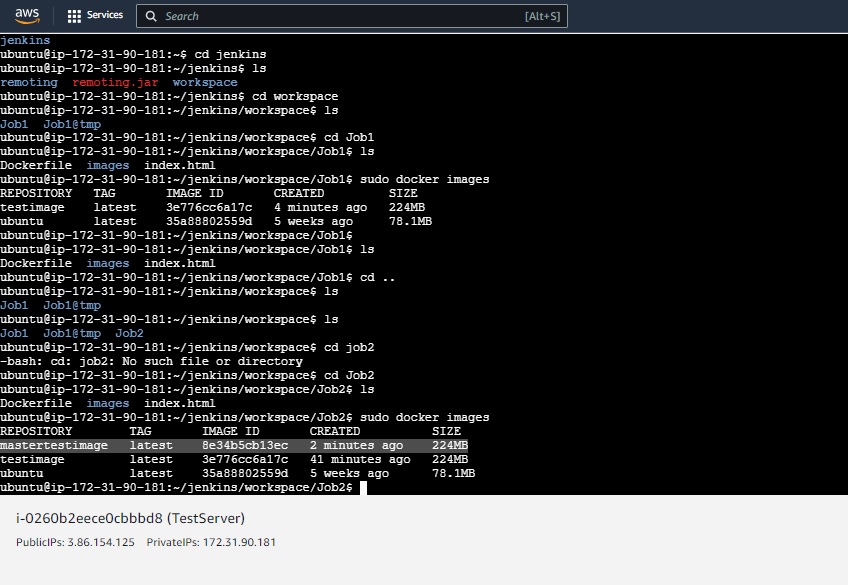 aws Services Search [Alt+S]
jenkins
ubuntu@ip-172-31-90-181:~$ cd jenkins
ubuntu@ip-172-31-90-181:~/jenkins$ ls
remoting  remoting.jar  workspace
ubuntu@ip-172-31-90-181:~/jenkins$ cd workspace
ubuntu@ip-172-31-90-181:~/jenkins/workspace$ ls
Job1  Job1@tmp
ubuntu@ip-172-31-90-181:~/jenkins/workspace$ cd Job1
ubuntu@ip-172-31-90-181:~/jenkins/workspace/Job1$ ls
Dockerfile  images  index.html
ubuntu@ip-172-31-90-181:~/jenkins/workspace/Job1$ sudo docker images
REPOSITORY   TAG       IMAGE ID       CREATED         SIZE
testimage    latest    3e776cc6a17c   4 minutes ago   224MB
ubuntu       latest    35a88802559d   5 weeks ago     78.1MB
ubuntu@ip-172-31-90-181:~/jenkins/workspace/Job1$
ubuntu@ip-172-31-90-181:~/jenkins/workspace/Job1$ ls
Dockerfile  images  index.html
ubuntu@ip-172-31-90-181:~/jenkins/workspace/Job1$ cd ..
ubuntu@ip-172-31-90-181:~/jenkins/workspace$ ls
Job1  Job1@tmp
ubuntu@ip-172-31-90-181:~/jenkins/workspace$ ls
Job1  Job1@tmp  Job2
ubuntu@ip-172-31-90-181:~/jenkins/workspace$ cd job2
-bash: cd: job2: No such file or directory
ubuntu@ip-172-31-90-181:~/jenkins/workspace$ cd Job2
ubuntu@ip-172-31-90-181:~/jenkins/workspace/Job2$ ls
Dockerfile  images  index.html
ubuntu@ip-172-31-90-181:~/jenkins/workspace/Job2$ sudo docker images
REPOSITORY        TAG       IMAGE ID       CREATED          SIZE
mastertestimage   latest    8e34b5cb13ec   2 minutes ago    224MB
testimage         latest    3e776cc6a17c   41 minutes ago   224MB
ubuntu            latest    35a88802559d   5 weeks ago      78.1MB
ubuntu@ip-172-31-90-181:~/jenkins/workspace/Job2$
i-0260b2eece0cbbbd8 (TestServer)
PublicIPs: 3.86.154.125 PrivateIPs: 172.31.90.181